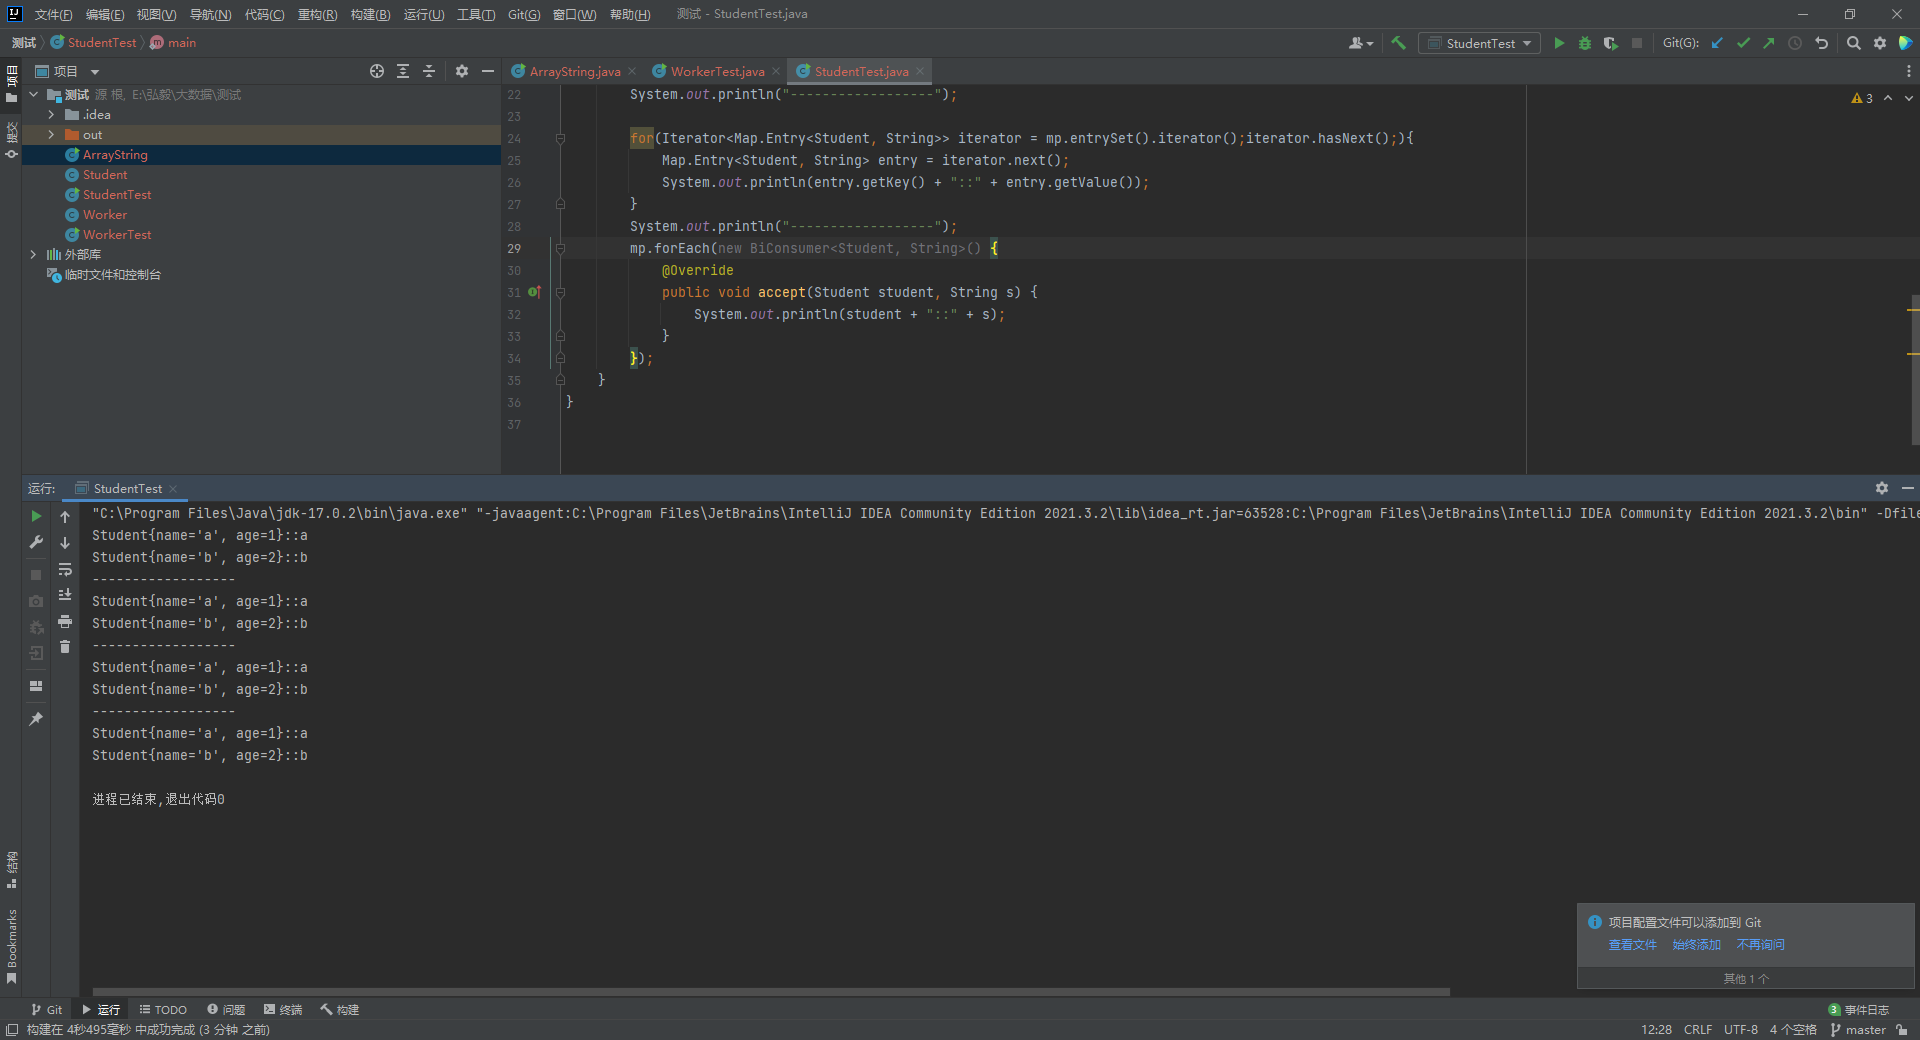 文件(F) 编辑(E) 视图(V) 导航(N) 代码(C) 重构(R) 构建(B) 运行(U) 工具(T) Git(G) 窗口(W) 帮助(H) 测试 - StudentTest.java
测试 StudentTest main
StudentTest Git(G):
项目
ArrayString.java WorkerTest.java StudentTest.java
项目
提交
测试 源 根, E:\弘毅\大数据\测试
.idea
out
ArrayString
Student
StudentTest
Worker
WorkerTest
外部库
临时文件和控制台
3
22 System.out.println("------------------");
23
24 for(Iterator<Map.Entry<Student, String>> iterator = mp.entrySet().iterator();iterator.hasNext();){
25 Map.Entry<Student, String> entry = iterator.next();
26 System.out.println(entry.getKey() + "::" + entry.getValue());
27 }
28 System.out.println("------------------");
29 mp.forEach(new BiConsumer<Student, String>() {
30 @Override
31 public void accept(Student student, String s) {
32 System.out.println(student + "::" + s);
33 }
34 });
35 }
36 }
37
运行: StudentTest
"C:\Program Files\Java\jdk-17.0.2\bin\java.exe" "-javaagent:C:\Program Files\JetBrains\IntelliJ IDEA Community Edition 2021.3.2\lib\idea_rt.jar=63528:C:\Program Files\JetBrains\IntelliJ IDEA Community Edition 2021.3.2\bin" -Dfile
Student{name='a', age=1}::a
Student{name='b', age=2}::b
------------------
Student{name='a', age=1}::a
Student{name='b', age=2}::b
------------------
Student{name='a', age=1}::a
Student{name='b', age=2}::b
------------------
Student{name='a', age=1}::a
Student{name='b', age=2}::b
进程已结束,退出代码0
结构
Bookmarks
项目配置文件可以添加到 Git
查看文件 始终添加 不再询问
其他 1 个
Git 运行 TODO 问题 终端 构建 3 事件日志
构建在 4秒495毫秒 中成功完成 (3 分钟 之前) 12:28 CRLF UTF-8 4 个空格 master